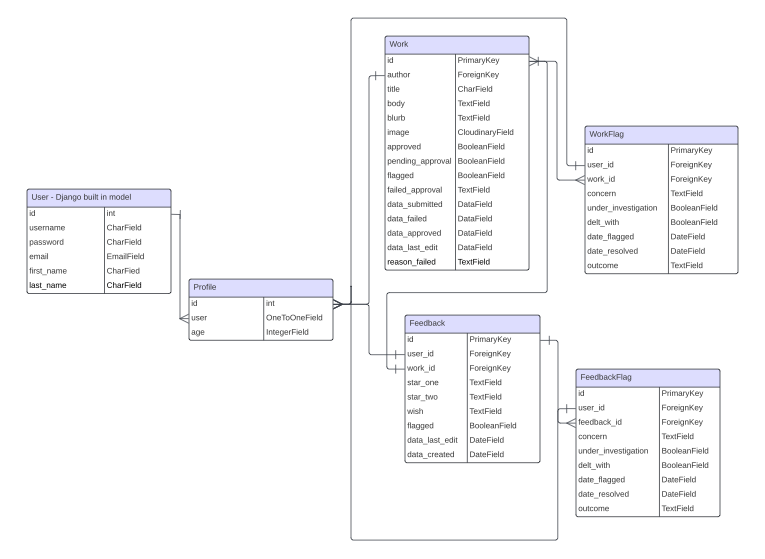 User - Django built in model
id int
username CharField
password CharField
email EmailField
first_name CharFied
last_name CharField
Profile
id int
user OneToOneField
age IntegerField
Work
id PrimaryKey
author ForeignKey
title CharField
body TextField
blurb TextField
image CloudinaryField
approved BooleanField
pending_approval BooleanField
flagged BooleanField
failed_approval TextField
data_submitted DataField
data_failed DataField
data_approved DataField
data_last_edit DataField
reason_failed TextField
Feedback
id PrimaryKey
user_id ForeignKey
work_id ForeignKey
star_one TextField
star_two TextField
wish TextField
flagged BooleanField
data_last_edit DateField
data_created DateField
WorkFlag
id PrimaryKey
user_id ForeignKey
work_id ForeignKey
concern TextField
under_investigation BooleanField
delt_with BooleanField
date_flagged DateField
date_resolved DateField
outcome TextField
FeedbackFlag
id PrimaryKey
user_id ForeignKey
feedback_id ForeignKey
concern TextField
under_investigation BooleanField
delt_with BooleanField
date_flagged DateField
date_resolved DateField
outcome TextField